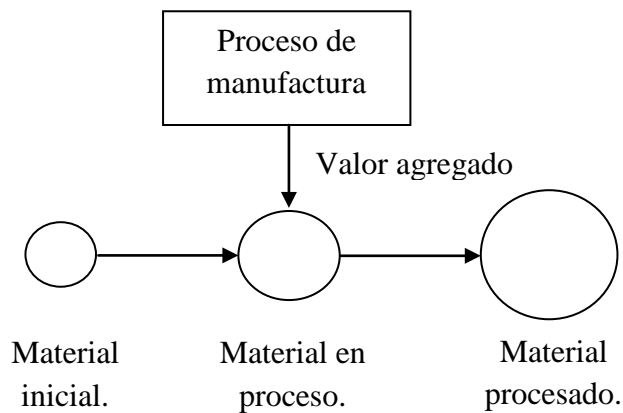 Proceso de
manufactura
Valor agregado
Material
inicial.
Material en
proceso.
Material
procesado.